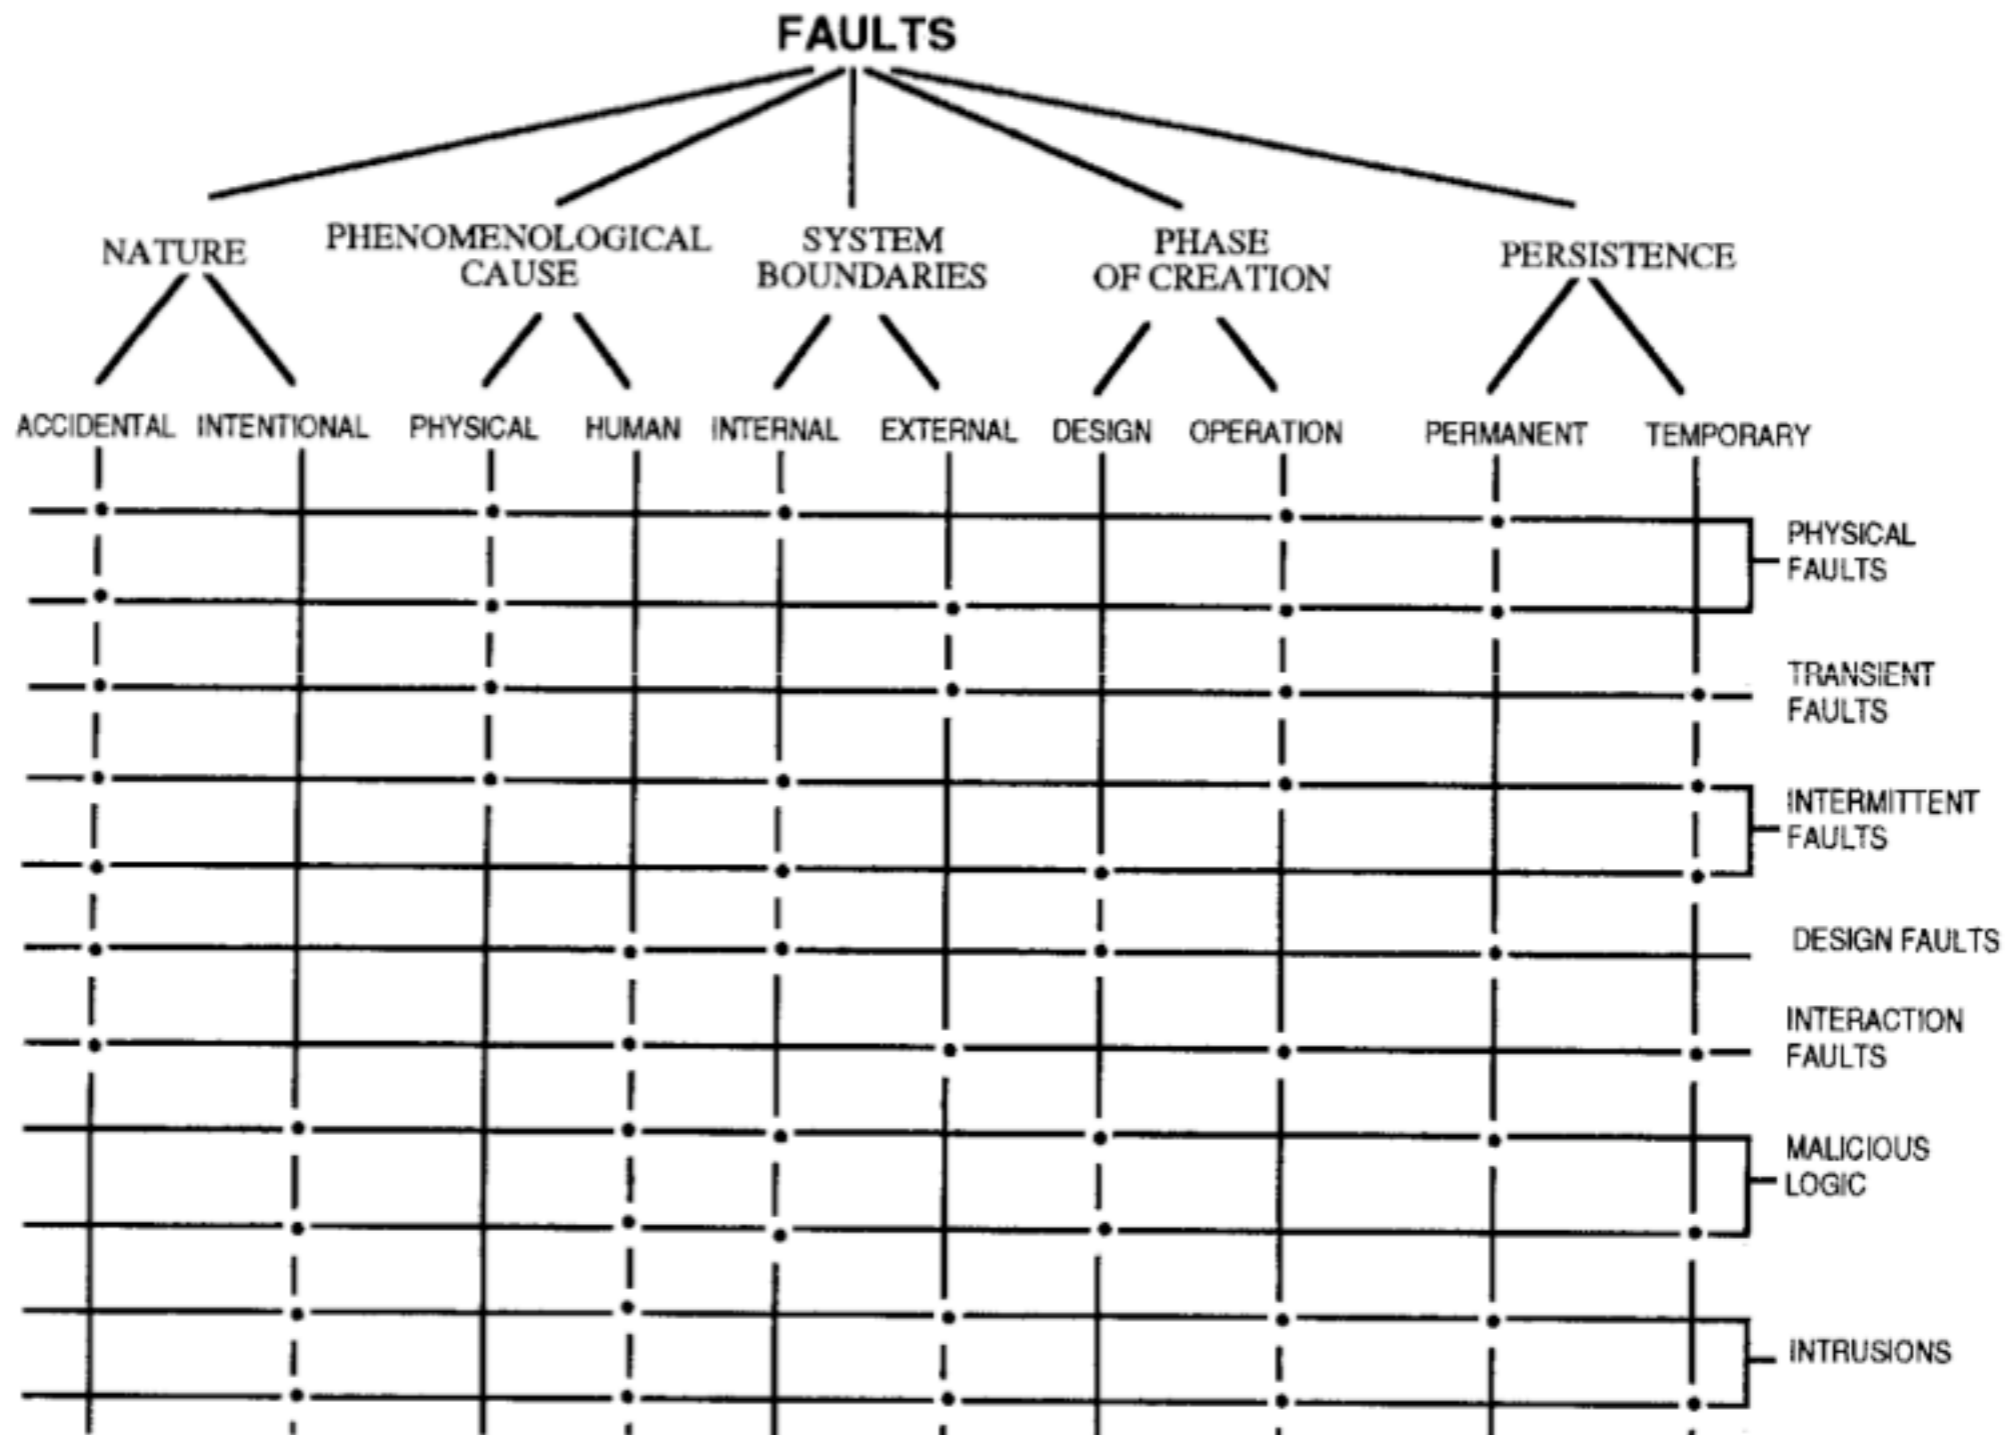 FAULTS
NATURE
PHENOMENOLOGICAL
CAUSE
SYSTEM
BOUNDARIES
PHASE
OF CREATION
PERSISTENCE
ACCIDENTAL
INTENTIONAL
PHYSICAL
HUMAN
INTERNAL
EXTERNAL
DESIGN
OPERATION
PERMANENT
TEMPORARY
PHYSICAL
FAULTS
TRANSIENT
FAULTS
INTERMITTENT
FAULTS
DESIGN FAULTS
INTERACTION
FAULTS
MALICIOUS
LOGIC
INTRUSIONS